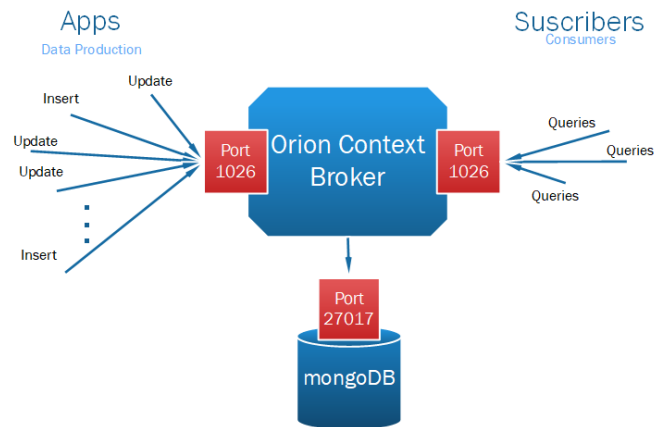 Apps
Data Production
Suscribers
Consumers
Update
Insert
Update
Update
Insert
Port
1026
Orion Context
Broker
Port
1026
Queries
Queries
Queries
Port
27017
mongoDB